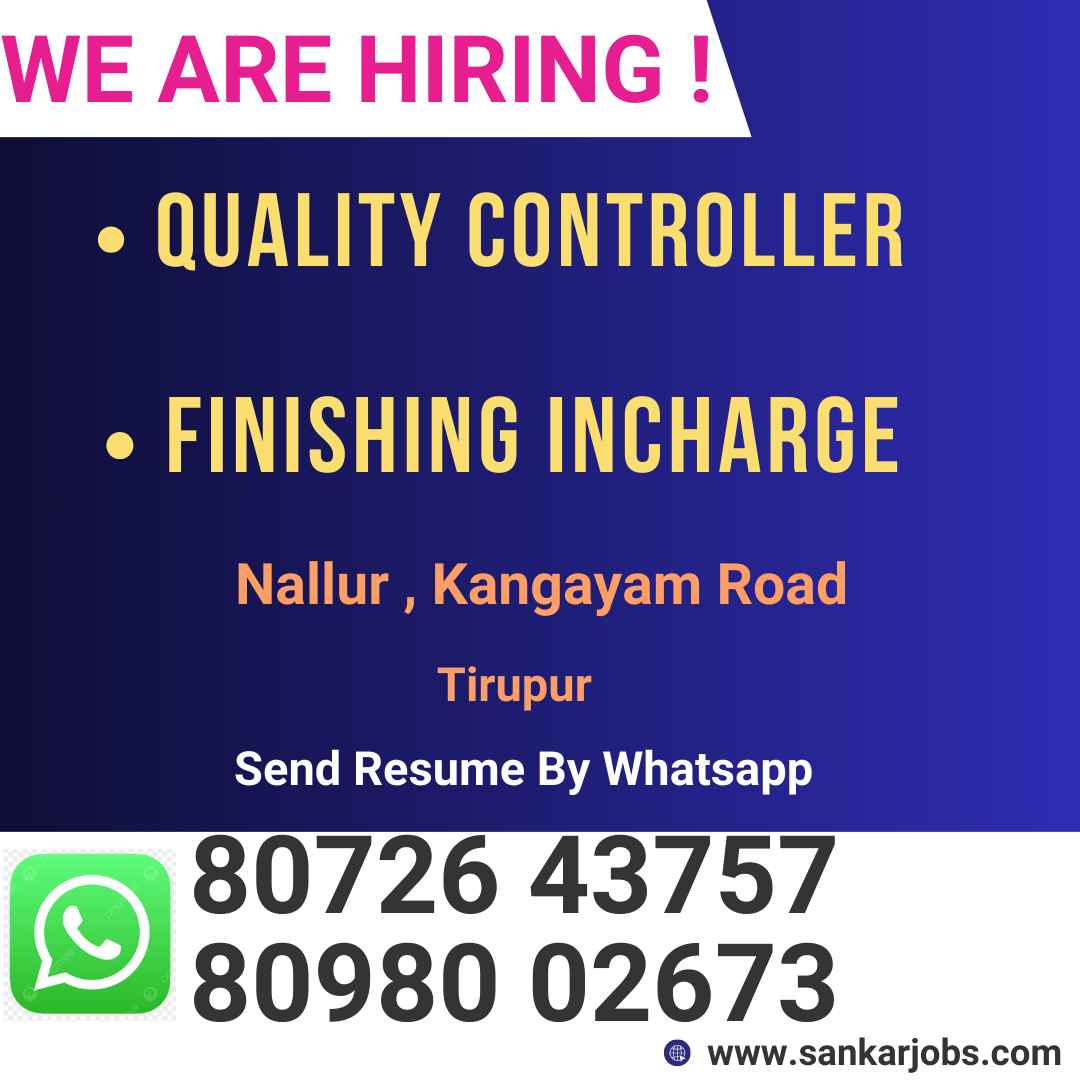 WE ARE HIRING !
• QUALITY CONTROLLER
• FINISHING INCHARGE
Nallur , Kangayam Road
Tirupur
Send Resume By Whatsapp
80726 43757
80980 02673
www.sankarjobs.com